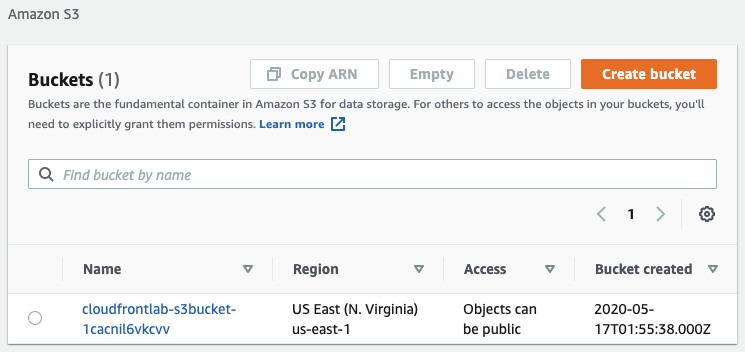 Amazon S3
Buckets (1)
Copy ARN
Empty
Delete
Create bucket
Buckets are the fundamental container in Amazon S3 for data storage. For others to access the objects in your buckets, you'll
need to explicitly grant them permissions. Learn more
Find bucket by name
1
Name
Region
Access
Bucket created
cloudfrontlab-s3bucket-
1cacnil6vkcvv
US East (N. Virginia)
us-east-1
Objects can
be public
2020-05-
17T01:55:38.000Z